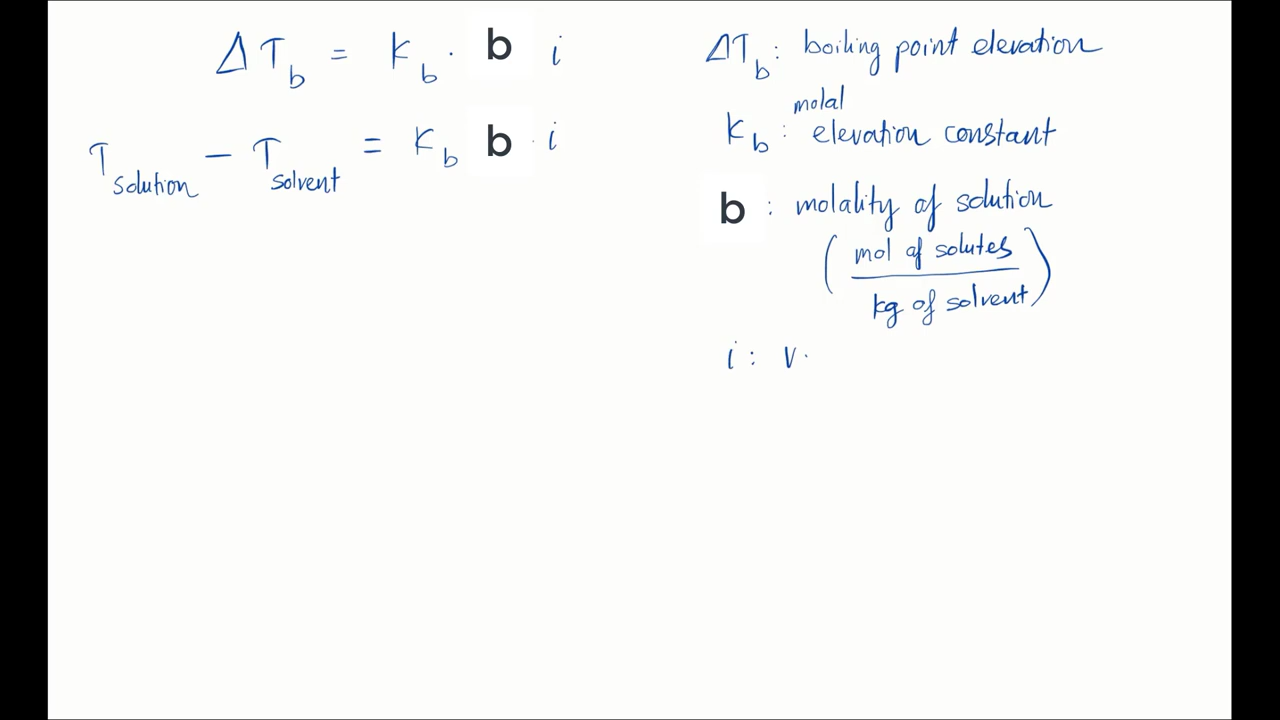 ΔT_b = K_b · b i
T_solution − T_solvent = K_b b · i
ΔT_b : boiling point elevation
K_b : molal elevation constant
b : molality of solution
( mol of solutes / kg of solvent )
i : v.